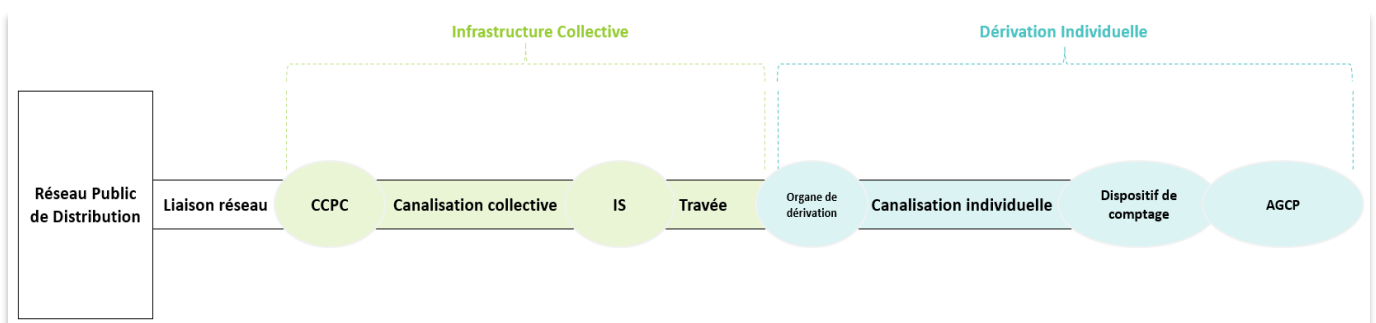 Infrastructure Collective
Dérivation Individuelle
Réseau Public
de Distribution
Liaison réseau
CCPC
Canalisation collective
IS
Travée
Organe de
dérivation
Canalisation individuelle
Dispositif de
comptage
AGCP